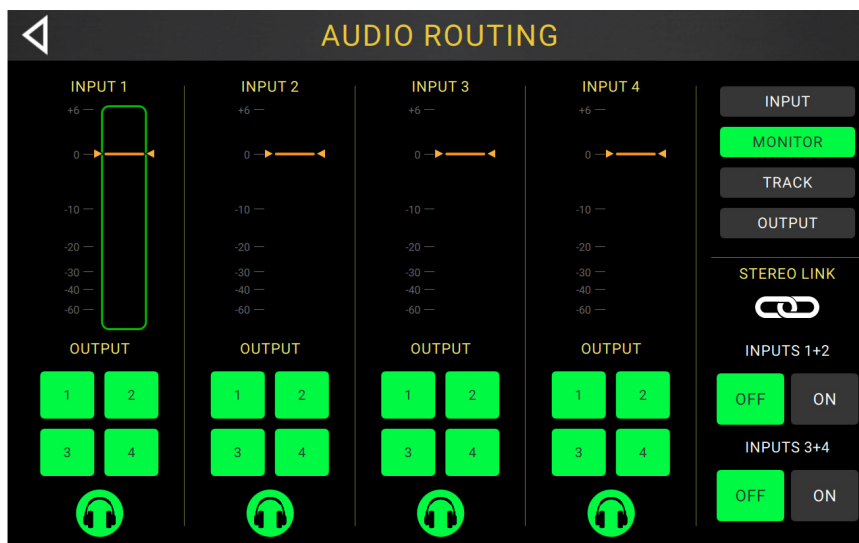 AUDIO ROUTING
INPUT 1
+6
0
-10
-20
-30
-40
-60
OUTPUT
1 2
3 4
INPUT 2
+6
0
-10
-20
-30
-40
-60
OUTPUT
1 2
3 4
INPUT 3
+6
0
-10
-20
-30
-40
-60
OUTPUT
1 2
3 4
INPUT 4
+6
0
-10
-20
-30
-40
-60
OUTPUT
1 2
3 4
INPUT
MONITOR
TRACK
OUTPUT
STEREO LINK
INPUTS 1+2
OFF ON
INPUTS 3+4
OFF ON